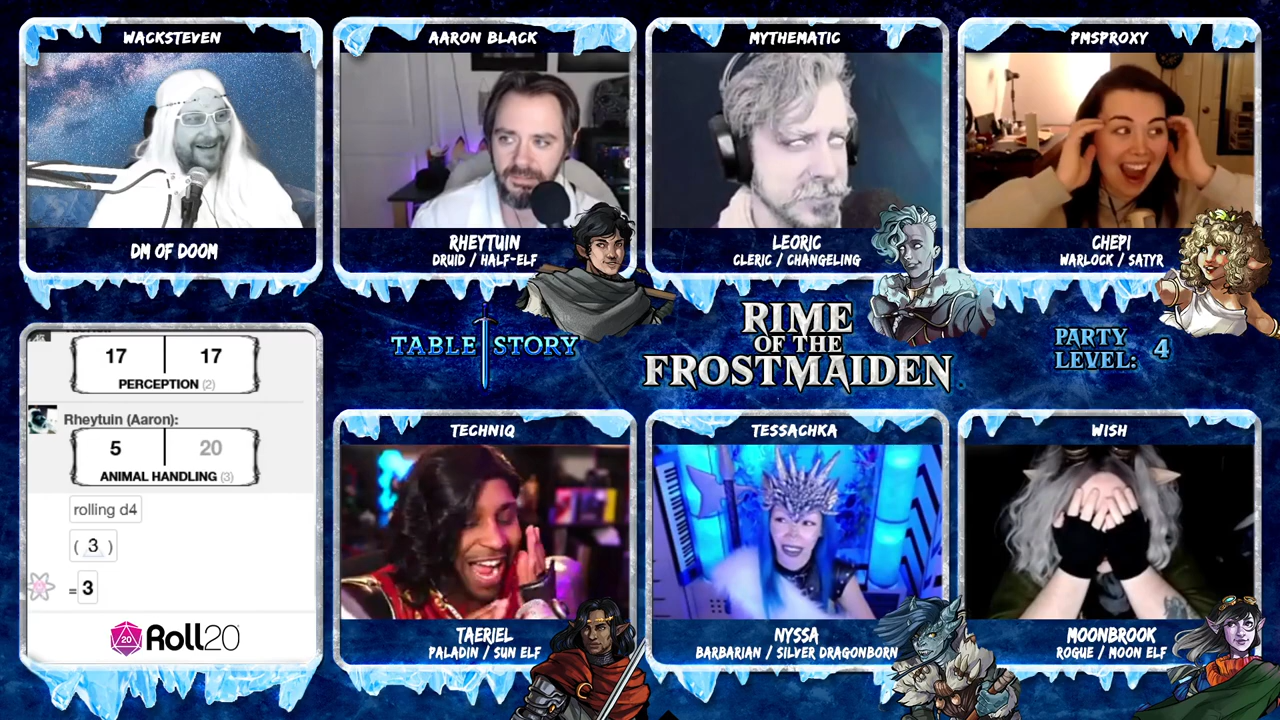 WACKSTEVEN
DM OF DOOM
AARON BLACK
RHEYTUIN
DRUID / HALF-ELF
MYTHEMATIC
LEORIC
CLERIC / CHANGELING
PMSPROXY
CHEPI
WARLOCK / SATYR
17 17
PERCEPTION (2)
Rheytuin (Aaron):
5 20
ANIMAL HANDLING (3)
rolling d4
( 3 )
=3
20 Roll20
TABLE STORY
RIME
OF THE
FROSTMAIDEN
PARTY
LEVEL: 4
TECHNIQ
TAERIEL
PALADIN / SUN ELF
TESSACHKA
NYSSA
BARBARIAN / SILVER DRAGONBORN
WISH
MOONBROOK
ROGUE / MOON ELF